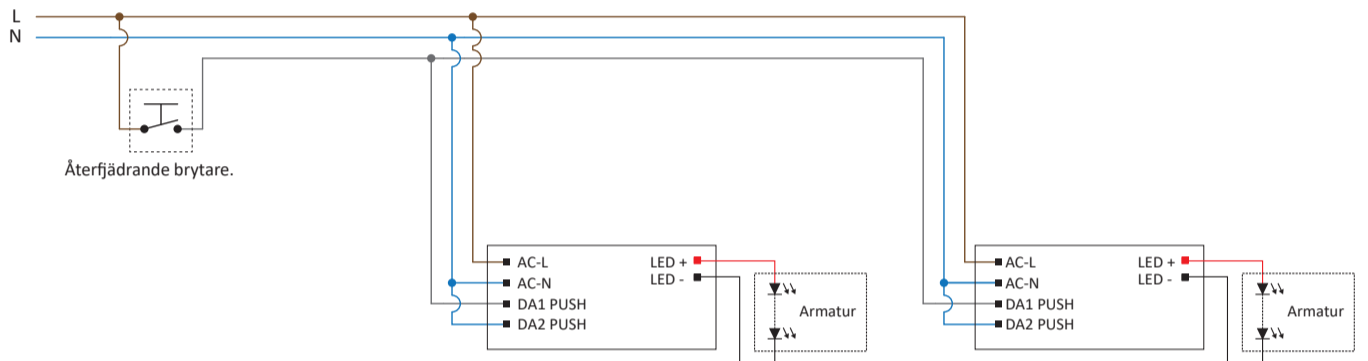 L
N
Återfjädrande brytare.
AC-L
AC-N
DA1 PUSH
DA2 PUSH
LED +
LED -
Armatur
AC-L
AC-N
DA1 PUSH
DA2 PUSH
LED +
LED -
Armatur